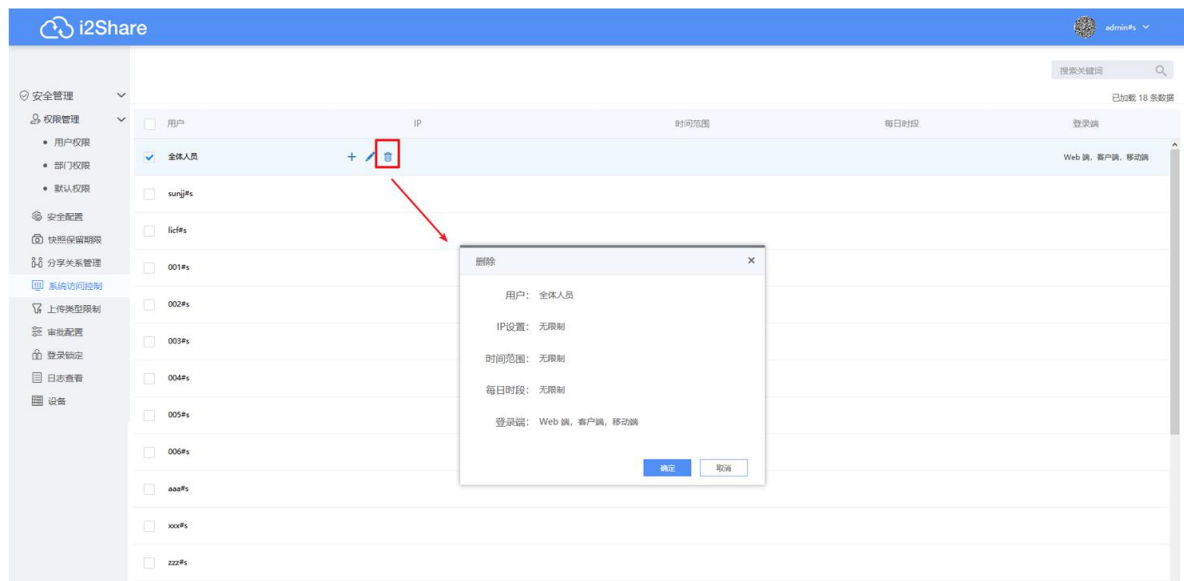 i2Share
admin#s
搜索关键词
已加载 18 条数据
安全管理
权限管理
用户权限
部门权限
默认权限
安全配置
快照保留期限
分享关系管理
系统访问控制
上传类型限制
审批配置
登录锁定
日志查看
设备
用户 IP 时间范围 每日时段 登录端
全体人员 Web 端, 客户端, 移动端
sunjj#s
licf#s
001#s
002#s
003#s
004#s
005#s
006#s
aaa#s
xxx#s
zzz#s
删除
用户: 全体人员
IP设置: 无限制
时间范围: 无限制
每日时段: 无限制
登录端: Web 端, 客户端, 移动端
确定 取消